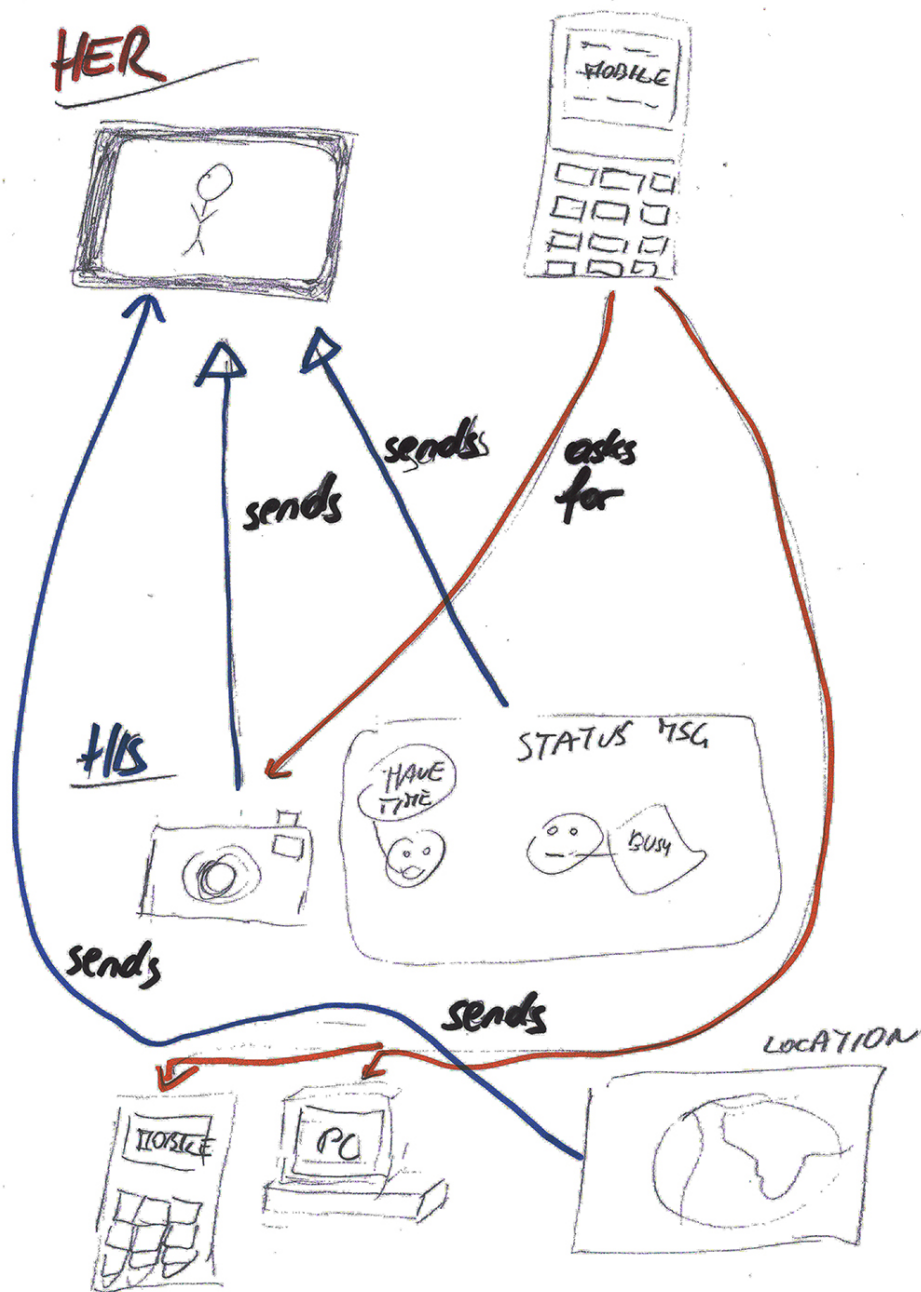 HER
MOBILE
sends
sends
asks
for
HIS
STATUS MSG
HAVE
TIME
BUSY
sends
sends
LOCATION
MOBILE
PC